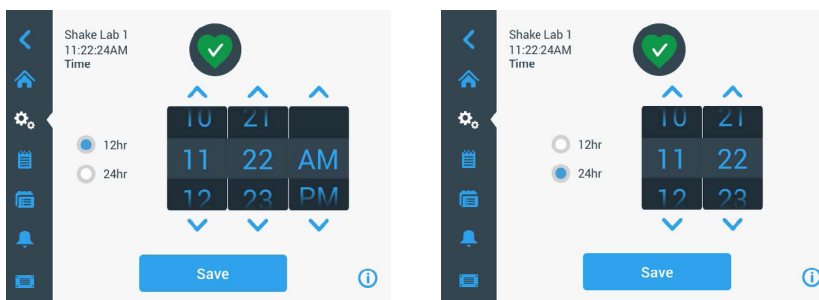 Shake Lab 1
11:22:24AM
Time
10 21
12hr
11 22 AM
24hr
12 23 PM
Save
Shake Lab 1
11:22:24AM
Time
10 21
12hr
11 22
24hr
12 23
Save